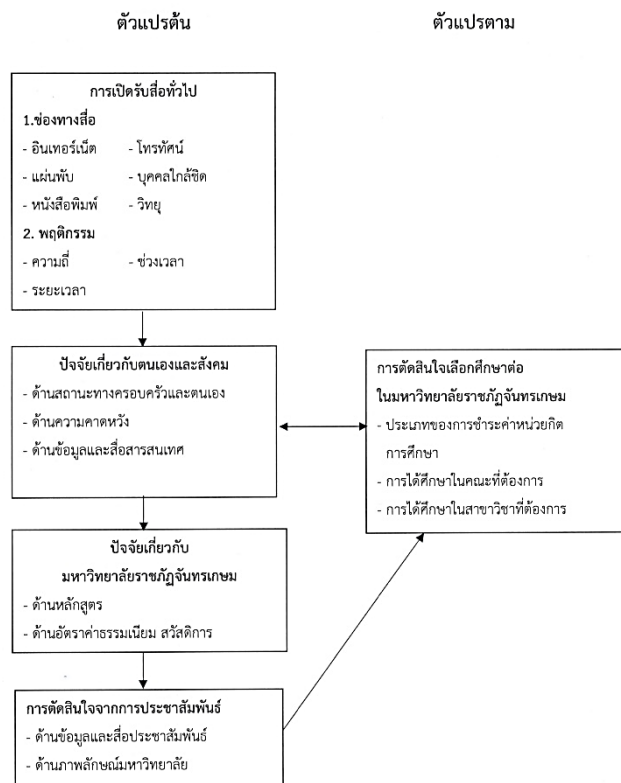 ตัวแปรต้น ตัวแปรตาม
การเปิดรับสื่อทั่วไป
1.ช่องทางสื่อ
- อินเทอร์เน็ต - โทรทัศน์
- แผ่นพับ - บุคคลใกล้ชิด
- หนังสือพิมพ์ - วิทยุ
2. พฤติกรรม
- ความถี่ - ช่วงเวลา
- ระยะเวลา
ปัจจัยเกี่ยวกับตนเองและสังคม
- ด้านสถานะทางครอบครัวและตนเอง
- ด้านความคาดหวัง
- ด้านข้อมูลและสื่อสารสนเทศ
การตัดสินใจเลือกศึกษาต่อ
ในมหาวิทยาลัยราชภัฏจันทรเกษม
- ประเภทของการชำระค่าหน่วยกิต
การศึกษา
- การได้ศึกษาในคณะที่ต้องการ
- การได้ศึกษาในสาขาวิชาที่ต้องการ
ปัจจัยเกี่ยวกับ
มหาวิทยาลัยราชภัฏจันทรเกษม
- ด้านหลักสูตร
- ด้านอัตราค่าธรรมเนียม สวัสดิการ
การตัดสินใจจากการประชาสัมพันธ์
- ด้านข้อมูลและสื่อประชาสัมพันธ์
- ด้านภาพลักษณ์มหาวิทยาลัย